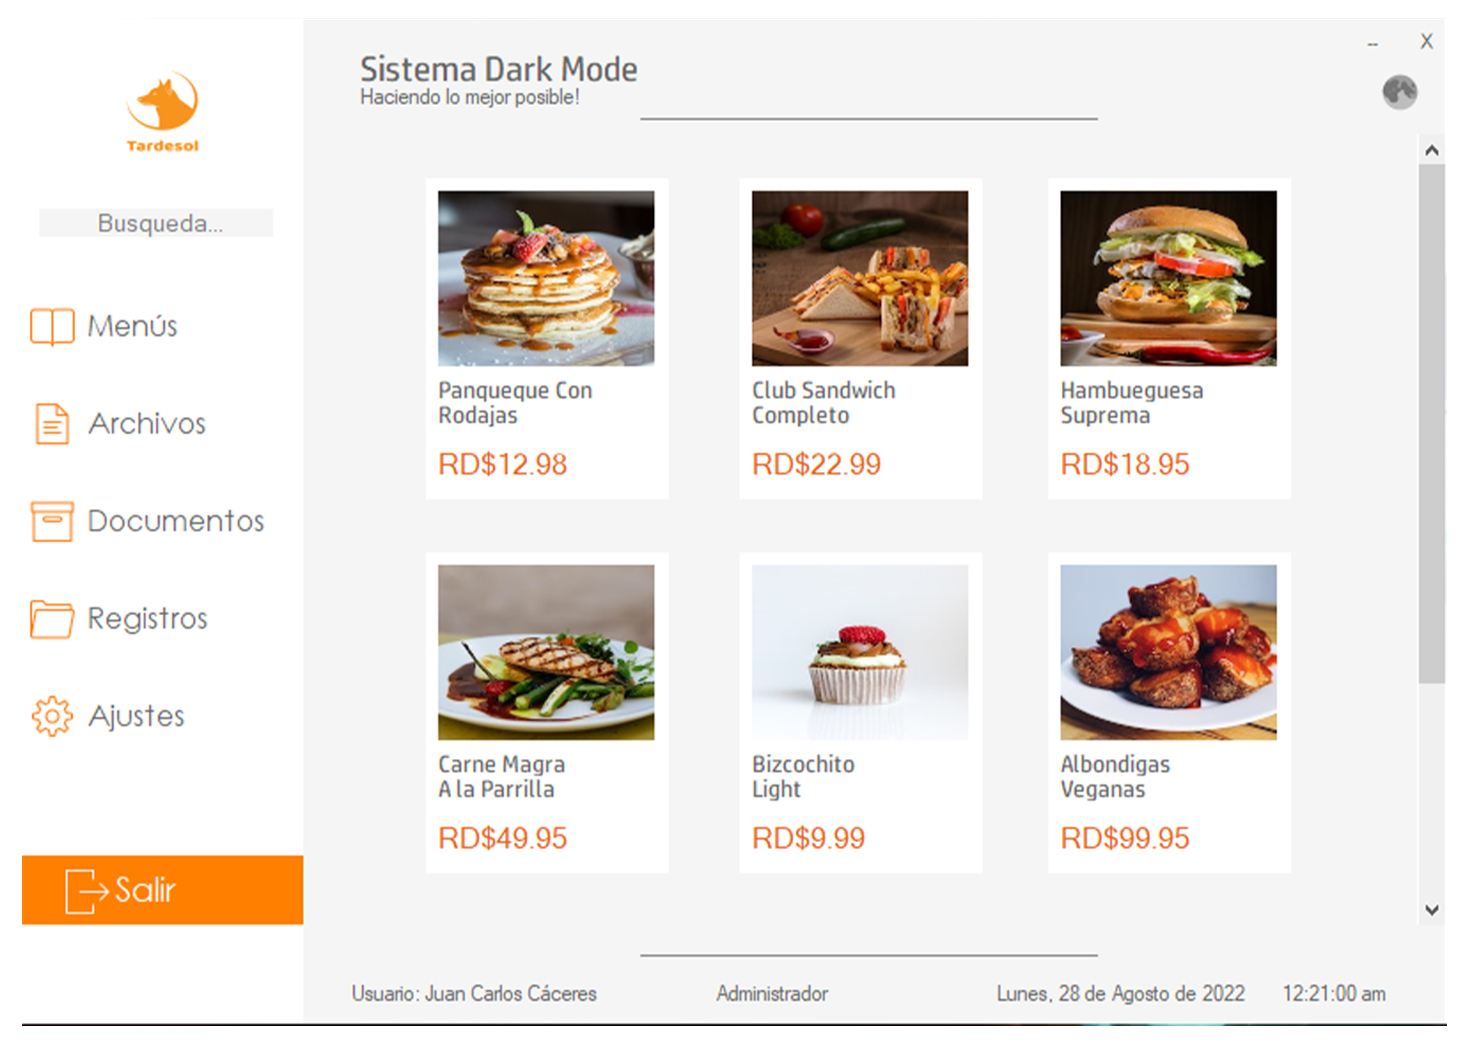 Tardesol
Busqueda...
Menús
Archivos
Documentos
Registros
Ajustes
Salir
Sistema Dark Mode
Haciendo lo mejor posible!
-- X
Panqueque Con
Rodajas
RD$12.98
Club Sandwich
Completo
RD$22.99
Hambueguesa
Suprema
RD$18.95
Carne Magra
A la Parrilla
RD$49.95
Bizcochito
Light
RD$9.99
Albondigas
Veganas
RD$99.95
Usuario: Juan Carlos Cáceres
Administrador
Lunes, 28 de Agosto de 2022
12:21:00 am